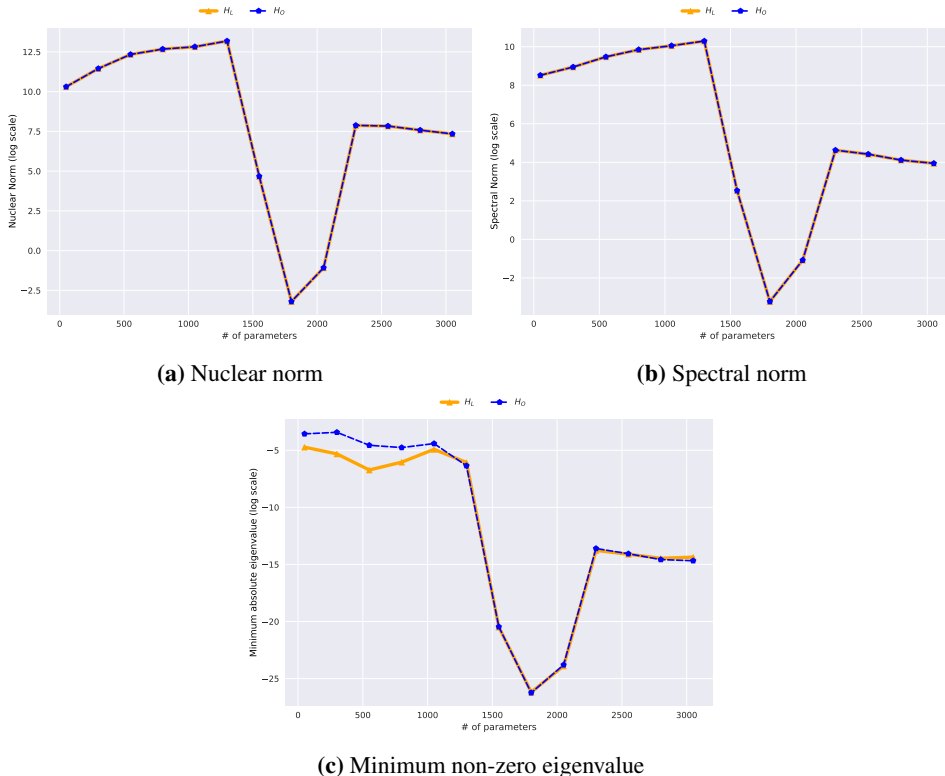 H_L H_O
12.5
10.0
7.5
5.0
2.5
0.0
−2.5
Nuclear Norm (log scale)
0 500 1000 1500 2000 2500 3000
# of parameters
(a) Nuclear norm
H_L H_O
10
8
6
4
2
0
−2
Spectral Norm (log scale)
0 500 1000 1500 2000 2500 3000
# of parameters
(b) Spectral norm
H_L H_O
−5
−10
−15
−20
−25
Minimum absolute eigenvalue (log scale)
0 500 1000 1500 2000 2500 3000
# of parameters
(c) Minimum non-zero eigenvalue